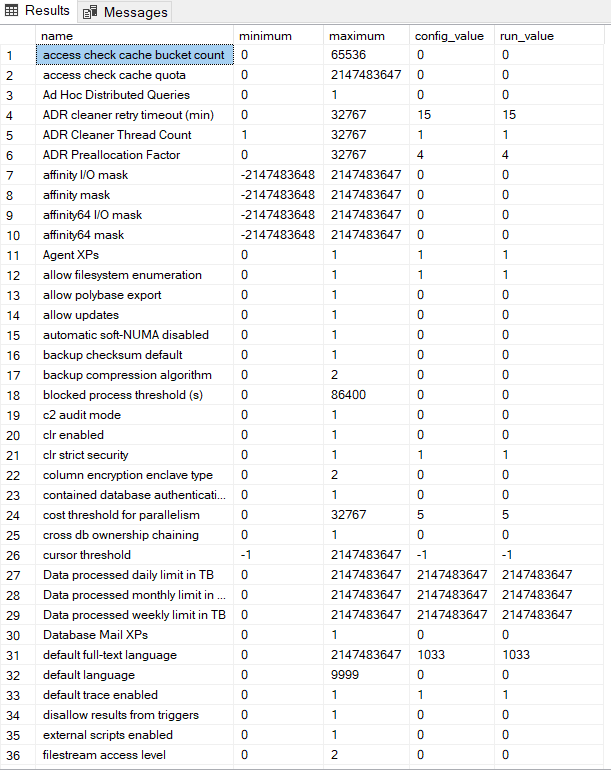 Results Messages
name minimum maximum config_value run_value
1 access check cache bucket count 0 65536 0 0
2 access check cache quota 0 2147483647 0 0
3 Ad Hoc Distributed Queries 0 1 0 0
4 ADR cleaner retry timeout (min) 0 32767 15 15
5 ADR Cleaner Thread Count 1 32767 1 1
6 ADR Preallocation Factor 0 32767 4 4
7 affinity I/O mask -2147483648 2147483647 0 0
8 affinity mask -2147483648 2147483647 0 0
9 affinity64 I/O mask -2147483648 2147483647 0 0
10 affinity64 mask -2147483648 2147483647 0 0
11 Agent XPs 0 1 1 1
12 allow filesystem enumeration 0 1 1 1
13 allow polybase export 0 1 0 0
14 allow updates 0 1 0 0
15 automatic soft-NUMA disabled 0 1 0 0
16 backup checksum default 0 1 0 0
17 backup compression algorithm 0 2 0 0
18 blocked process threshold (s) 0 86400 0 0
19 c2 audit mode 0 1 0 0
20 clr enabled 0 1 0 0
21 clr strict security 0 1 1 1
22 column encryption enclave type 0 2 0 0
23 contained database authenticati... 0 1 0 0
24 cost threshold for parallelism 0 32767 5 5
25 cross db ownership chaining 0 1 0 0
26 cursor threshold -1 2147483647 -1 -1
27 Data processed daily limit in TB 0 2147483647 2147483647 2147483647
28 Data processed monthly limit in ... 0 2147483647 2147483647 2147483647
29 Data processed weekly limit in TB 0 2147483647 2147483647 2147483647
30 Database Mail XPs 0 1 0 0
31 default full-text language 0 2147483647 1033 1033
32 default language 0 9999 0 0
33 default trace enabled 0 1 1 1
34 disallow results from triggers 0 1 0 0
35 external scripts enabled 0 1 0 0
36 filestream access level 0 2 0 0